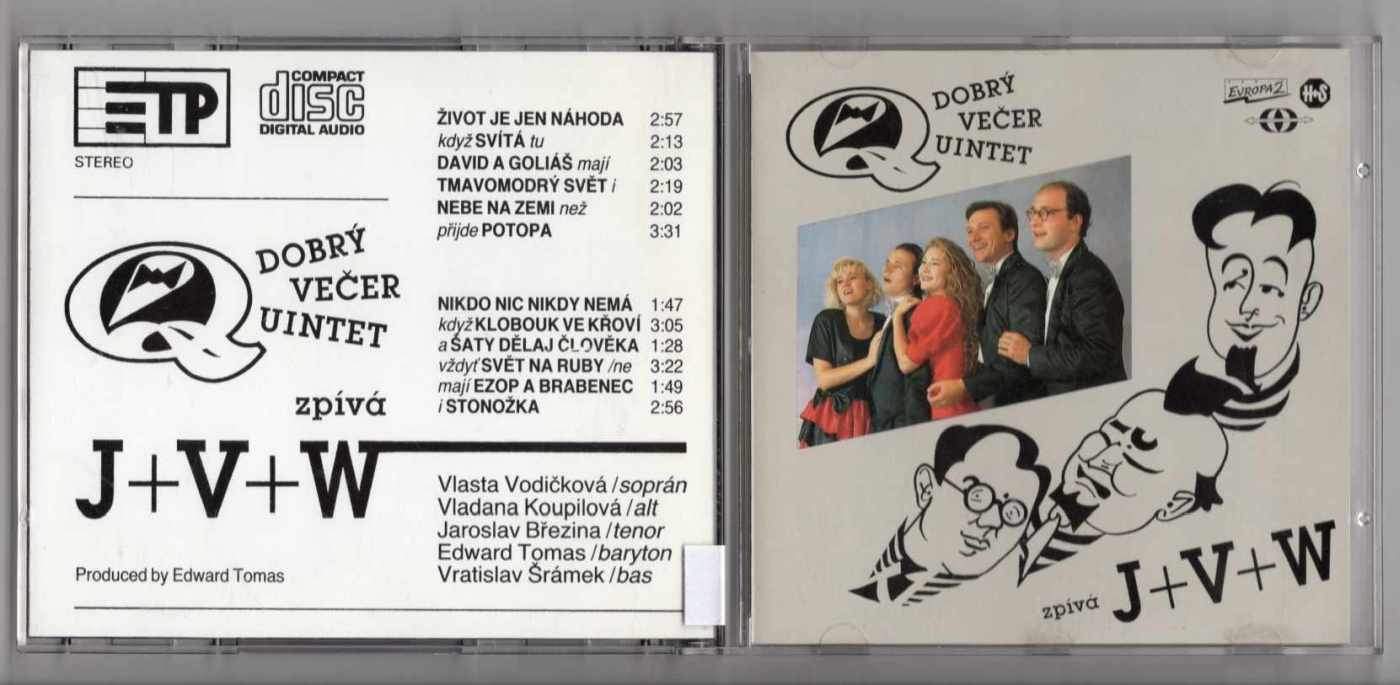 ETP
STEREO
COMPACT
disc
DIGITAL AUDIO
ŽIVOT JE JEN NÁHODA 2:57
když SVÍTÁ tu 2:13
DAVID A GOLIÁŠ mají 2:03
TMAVOMODRÝ SVĚT i 2:19
NEBE NA ZEMI než 2:02
přijde POTOPA 3:31
NIKDO NIC NIKDY NEMÁ 1:47
když KLOBOUK VE KŘOVÍ 3:05
a ŠATY DĚLAJ ČLOVĚKA 1:28
vždyť SVĚT NA RUBY /ne 3:22
mají EZOP A BRABENEC 1:49
i STONOŽKA 2:56
DOBRÝ
VEČER
QUINTET
zpívá
J+V+W
Vlasta Vodičková /soprán
Vladana Koupilová /alt
Jaroslav Březina /tenor
Edward Tomas /baryton
Vratislav Šrámek /bas
Produced by Edward Tomas
DOBRÝ
VEČER
QUINTET
EVROPA 2
H+S
zpívá J+V+W